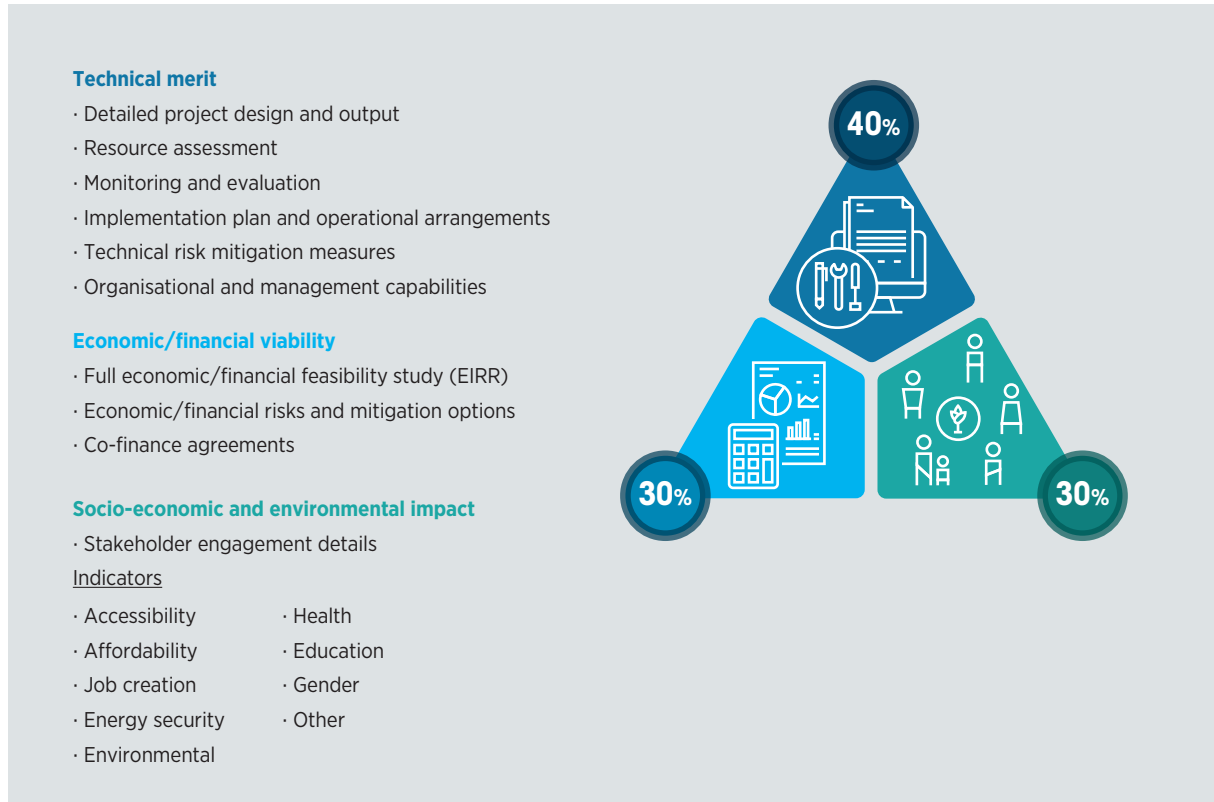 Technical merit
· Detailed project design and output
· Resource assessment
· Monitoring and evaluation
· Implementation plan and operational arrangements
· Technical risk mitigation measures
· Organisational and management capabilities
Economic/financial viability
· Full economic/financial feasibility study (EIRR)
· Economic/financial risks and mitigation options
· Co-finance agreements
Socio-economic and environmental impact
· Stakeholder engagement details
Indicators
· Accessibility
· Affordability
· Job creation
· Energy security
· Environmental
· Health
· Education
· Gender
· Other
40%
30%
30%